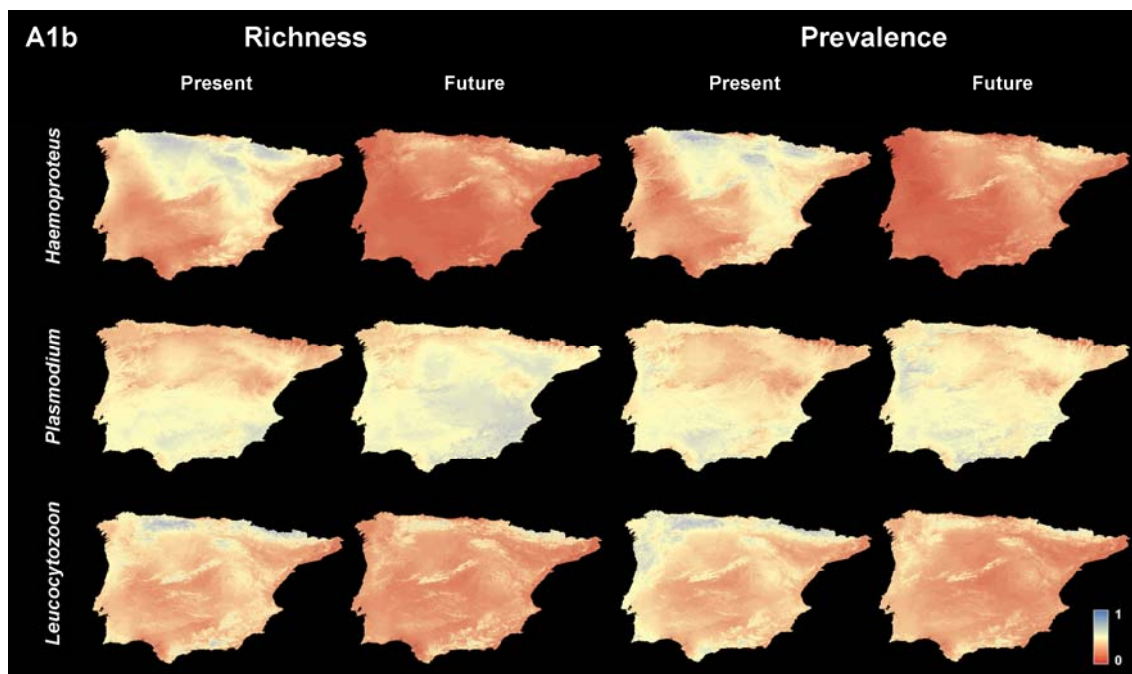 A1b Richness Prevalence
Present Future Present Future
Haemoproteus
Plasmodium
Leucocytozoon
1
0